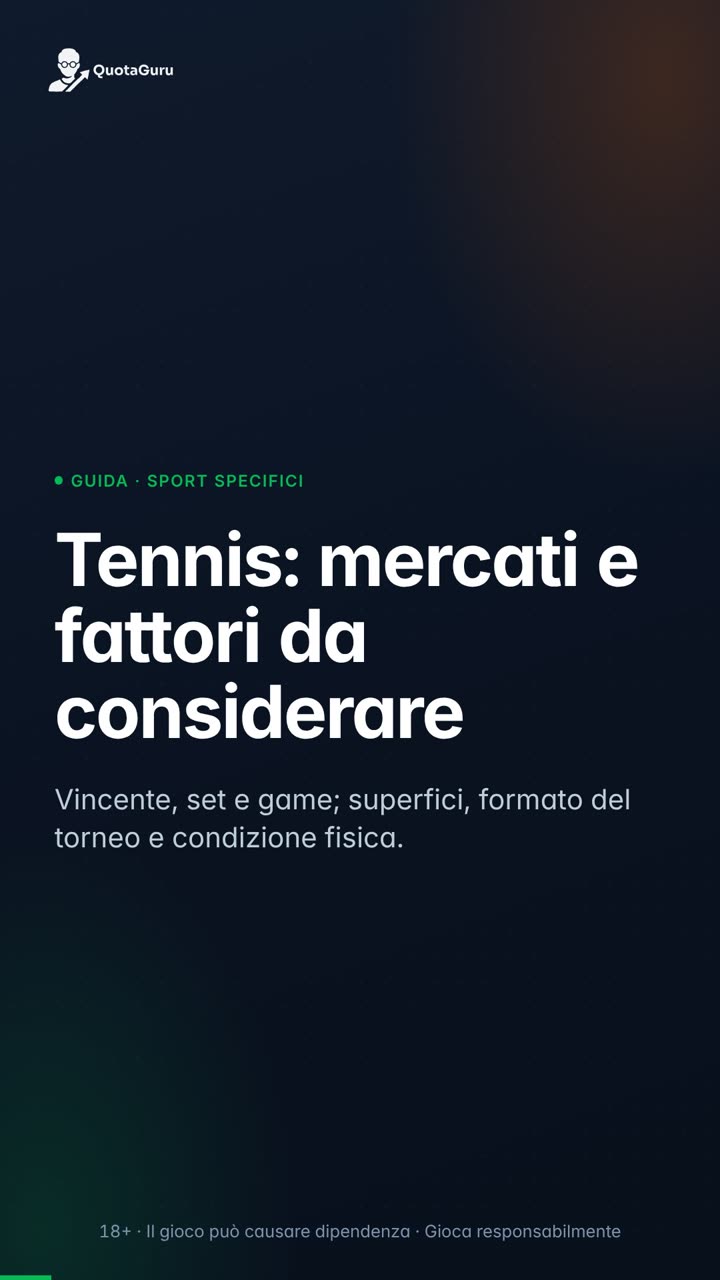 QuotaGuru
GUIDA · SPORT SPECIFICI
Tennis: mercati e
fattori da
considerare
Vincente, set e game; superfici, formato del
torneo e condizione fisica.
18+ · Il gioco può causare dipendenza · Gioca responsabilmente